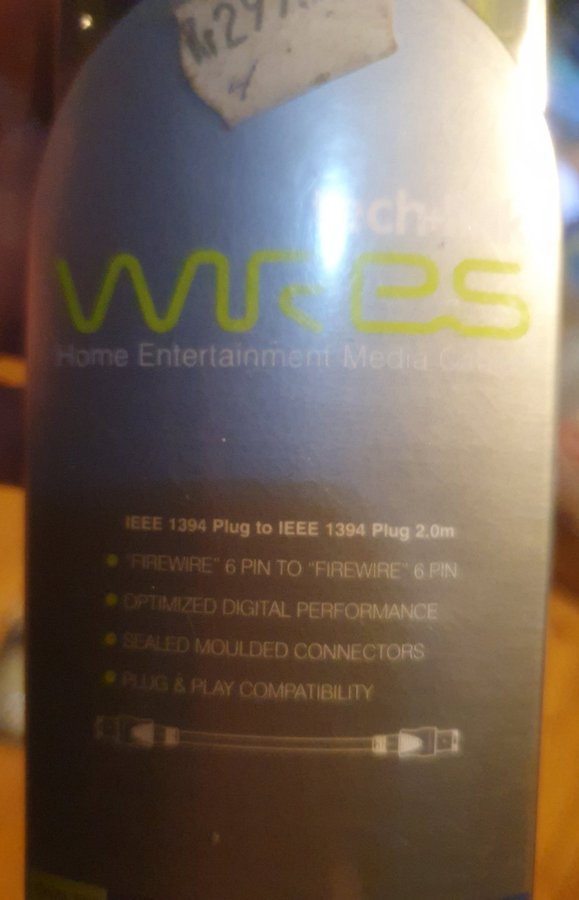 WIRES
Home Entertainment Media
IEEE 1394 Plug to IEEE 1394 Plug 2.0m
"FIREWIRE" 6 PIN TO "FIREWIRE" 6 PIN
OPTIMIZED DIGITAL PERFORMANCE
SEALED MOULDED CONNECTORS
PLUG & PLAY COMPATIBILITY